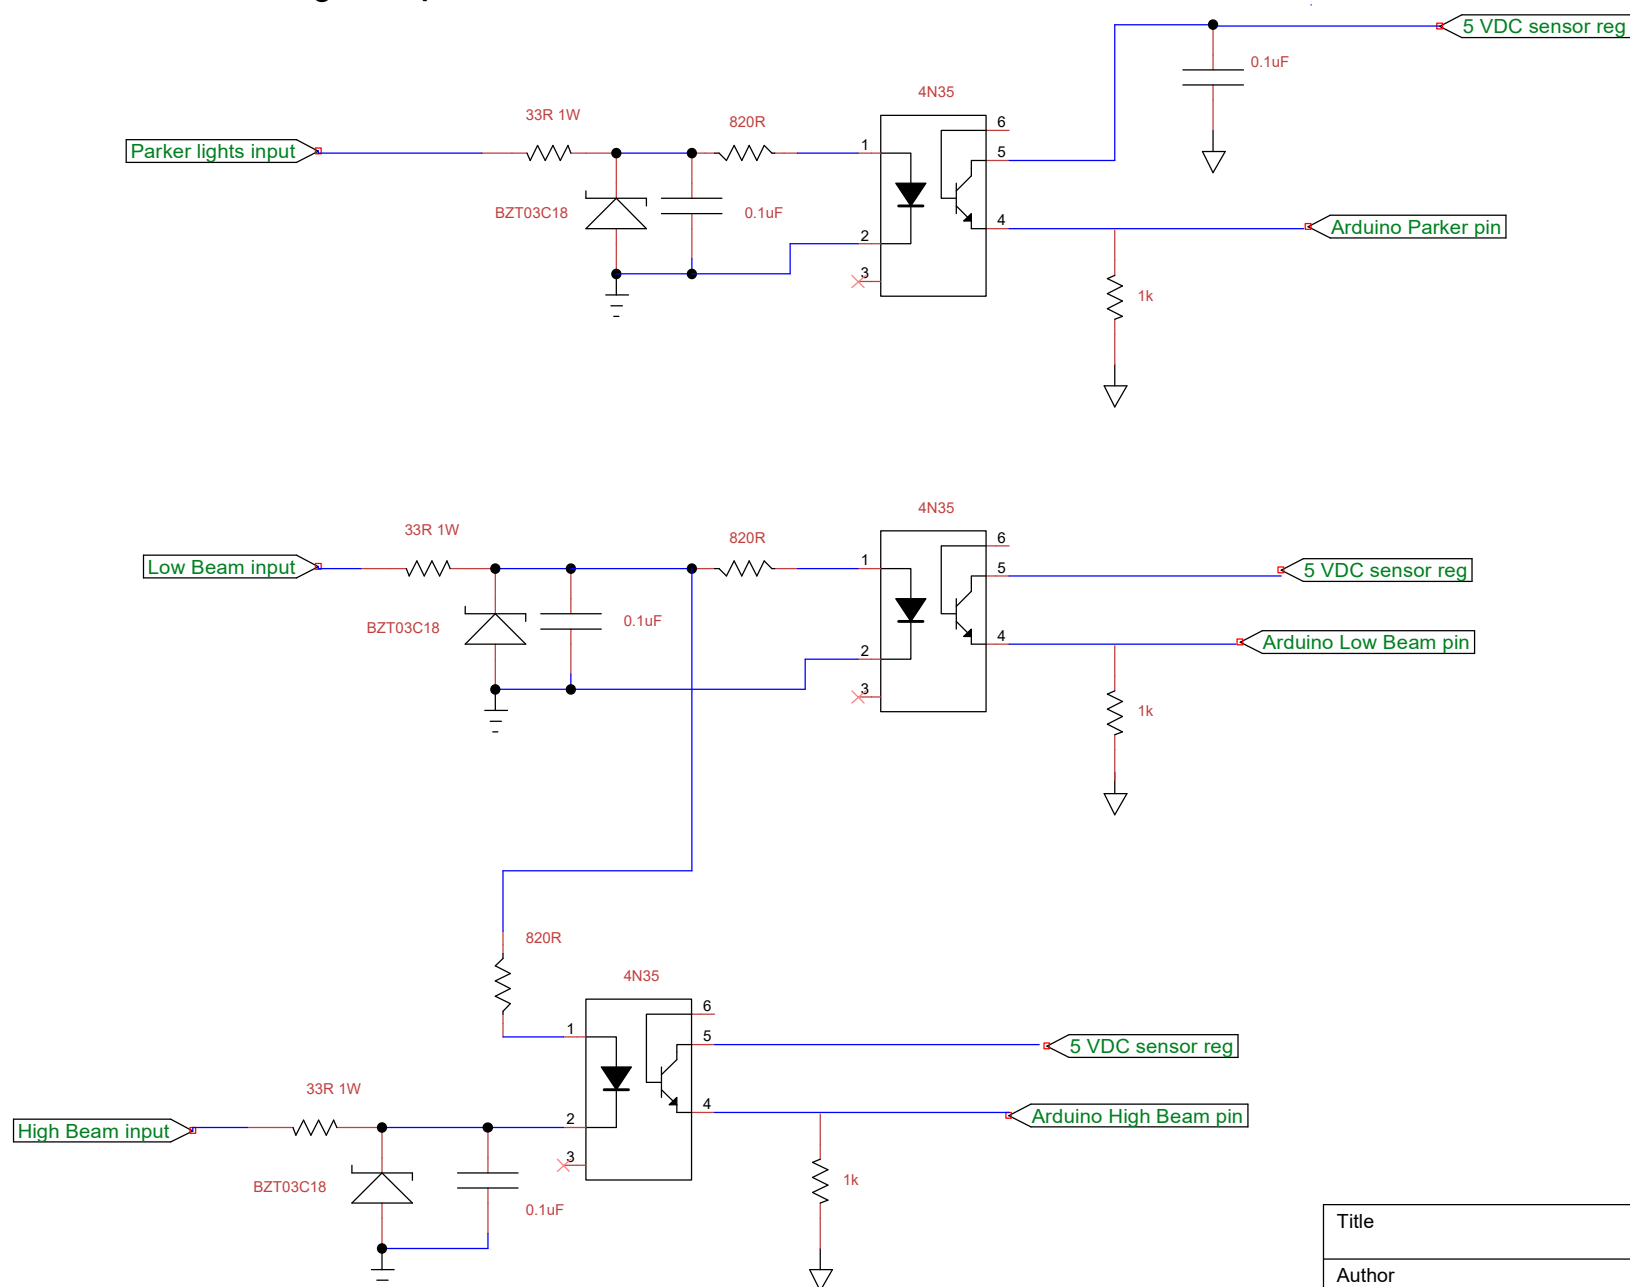 5 VDC sensor reg
0.1uF
4N35
33R 1W
820R
6
Parker lights input
1
5
BZT03C18
0.1uF
4
Arduino Parker pin
2
3
1k
4N35
33R 1W
820R
6
Low Beam input
1
5
5 VDC sensor reg
BZT03C18
0.1uF
4
Arduino Low Beam pin
2
3
1k
820R
4N35
6
1
5
5 VDC sensor reg
33R 1W
4
Arduino High Beam pin
High Beam input
2
3
BZT03C18
1k
0.1uF
Title
Author